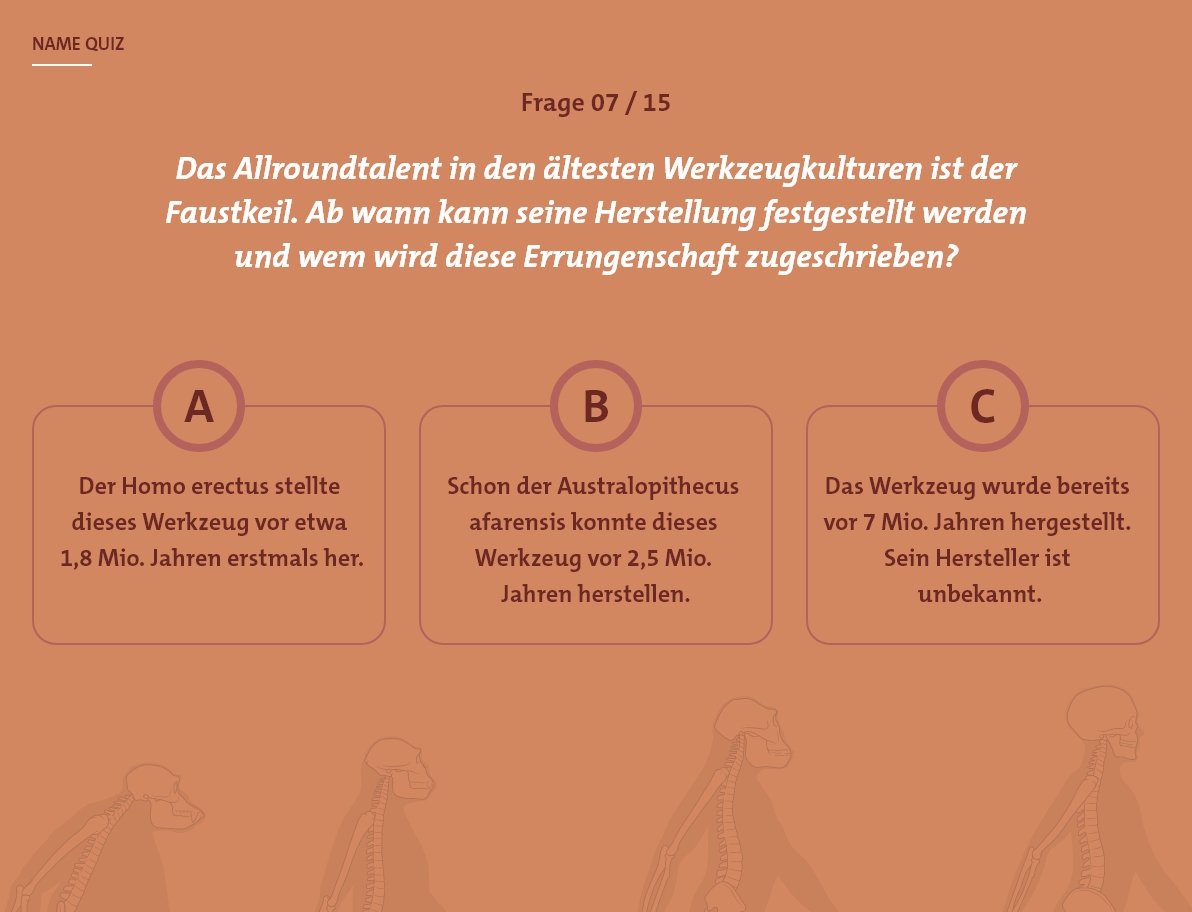 NAME QUIZ
Frage 07 / 15
Das Allroundtalent in den ältesten Werkzeugkulturen ist der
Faustkeil. Ab wann kann seine Herstellung festgestellt werden
und wem wird diese Errungenschaft zugeschrieben?
A
Der Homo erectus stellte
dieses Werkzeug vor etwa
1,8 Mio. Jahren erstmals her.
B
Schon der Australopithecus
afarensis konnte dieses
Werkzeug vor 2,5 Mio.
Jahren herstellen.
C
Das Werkzeug wurde bereits
vor 7 Mio. Jahren hergestellt.
Sein Hersteller ist
unbekannt.